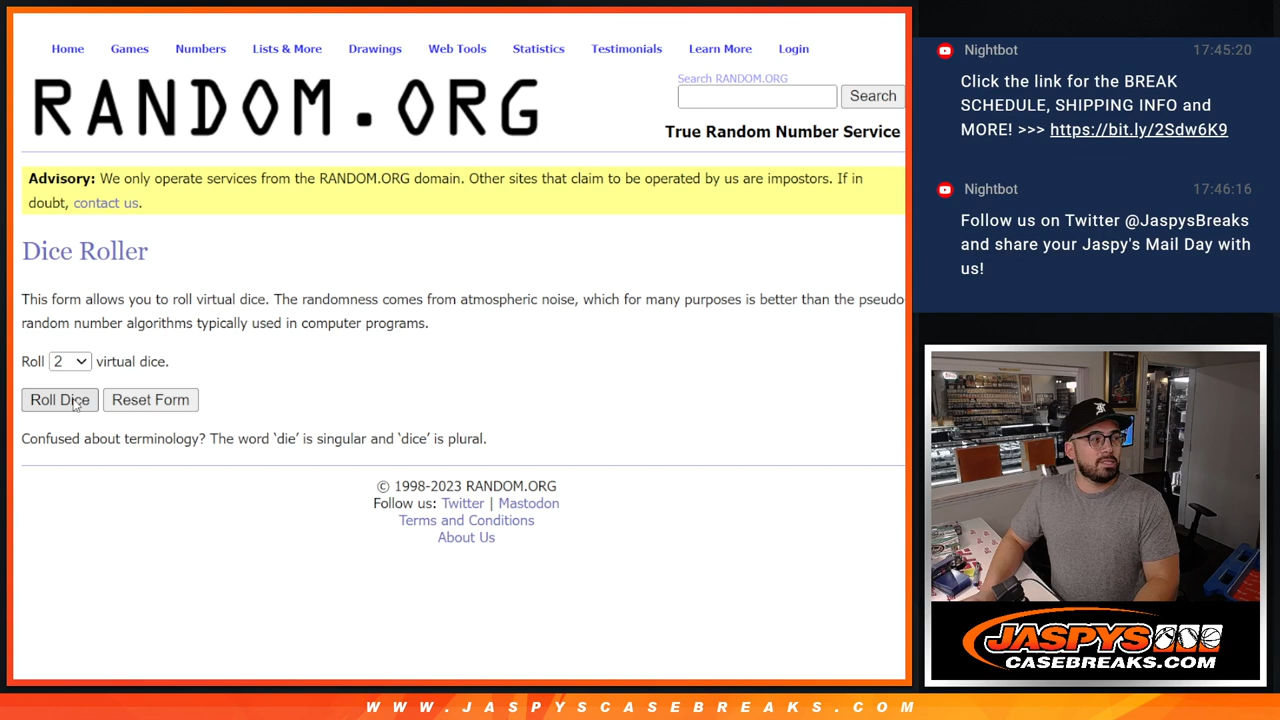 Home Games Numbers Lists & More Drawings Web Tools Statistics Testimonials Learn More Login
RANDOM.ORG
Search RANDOM.ORG
Search
True Random Number Service
Advisory: We only operate services from the RANDOM.ORG domain. Other sites that claim to be operated by us are impostors. If in
doubt, contact us.
Dice Roller
This form allows you to roll virtual dice. The randomness comes from atmospheric noise, which for many purposes is better than the pseudo
random number algorithms typically used in computer programs.
Roll 2 virtual dice.
Roll Dice Reset Form
Confused about terminology? The word ‘die’ is singular and ‘dice’ is plural.
© 1998-2023 RANDOM.ORG
Follow us: Twitter | Mastodon
Terms and Conditions
About Us
Nightbot 17:45:20
Click the link for the BREAK
SCHEDULE, SHIPPING INFO and
MORE! >>> https://bit.ly/2Sdw6K9
Nightbot 17:46:16
Follow us on Twitter @JaspysBreaks
and share your Jaspy's Mail Day with
us!
JASPYS
CASEBREAKS.COM
WWW.JASPYSCASEBREAKS.COM